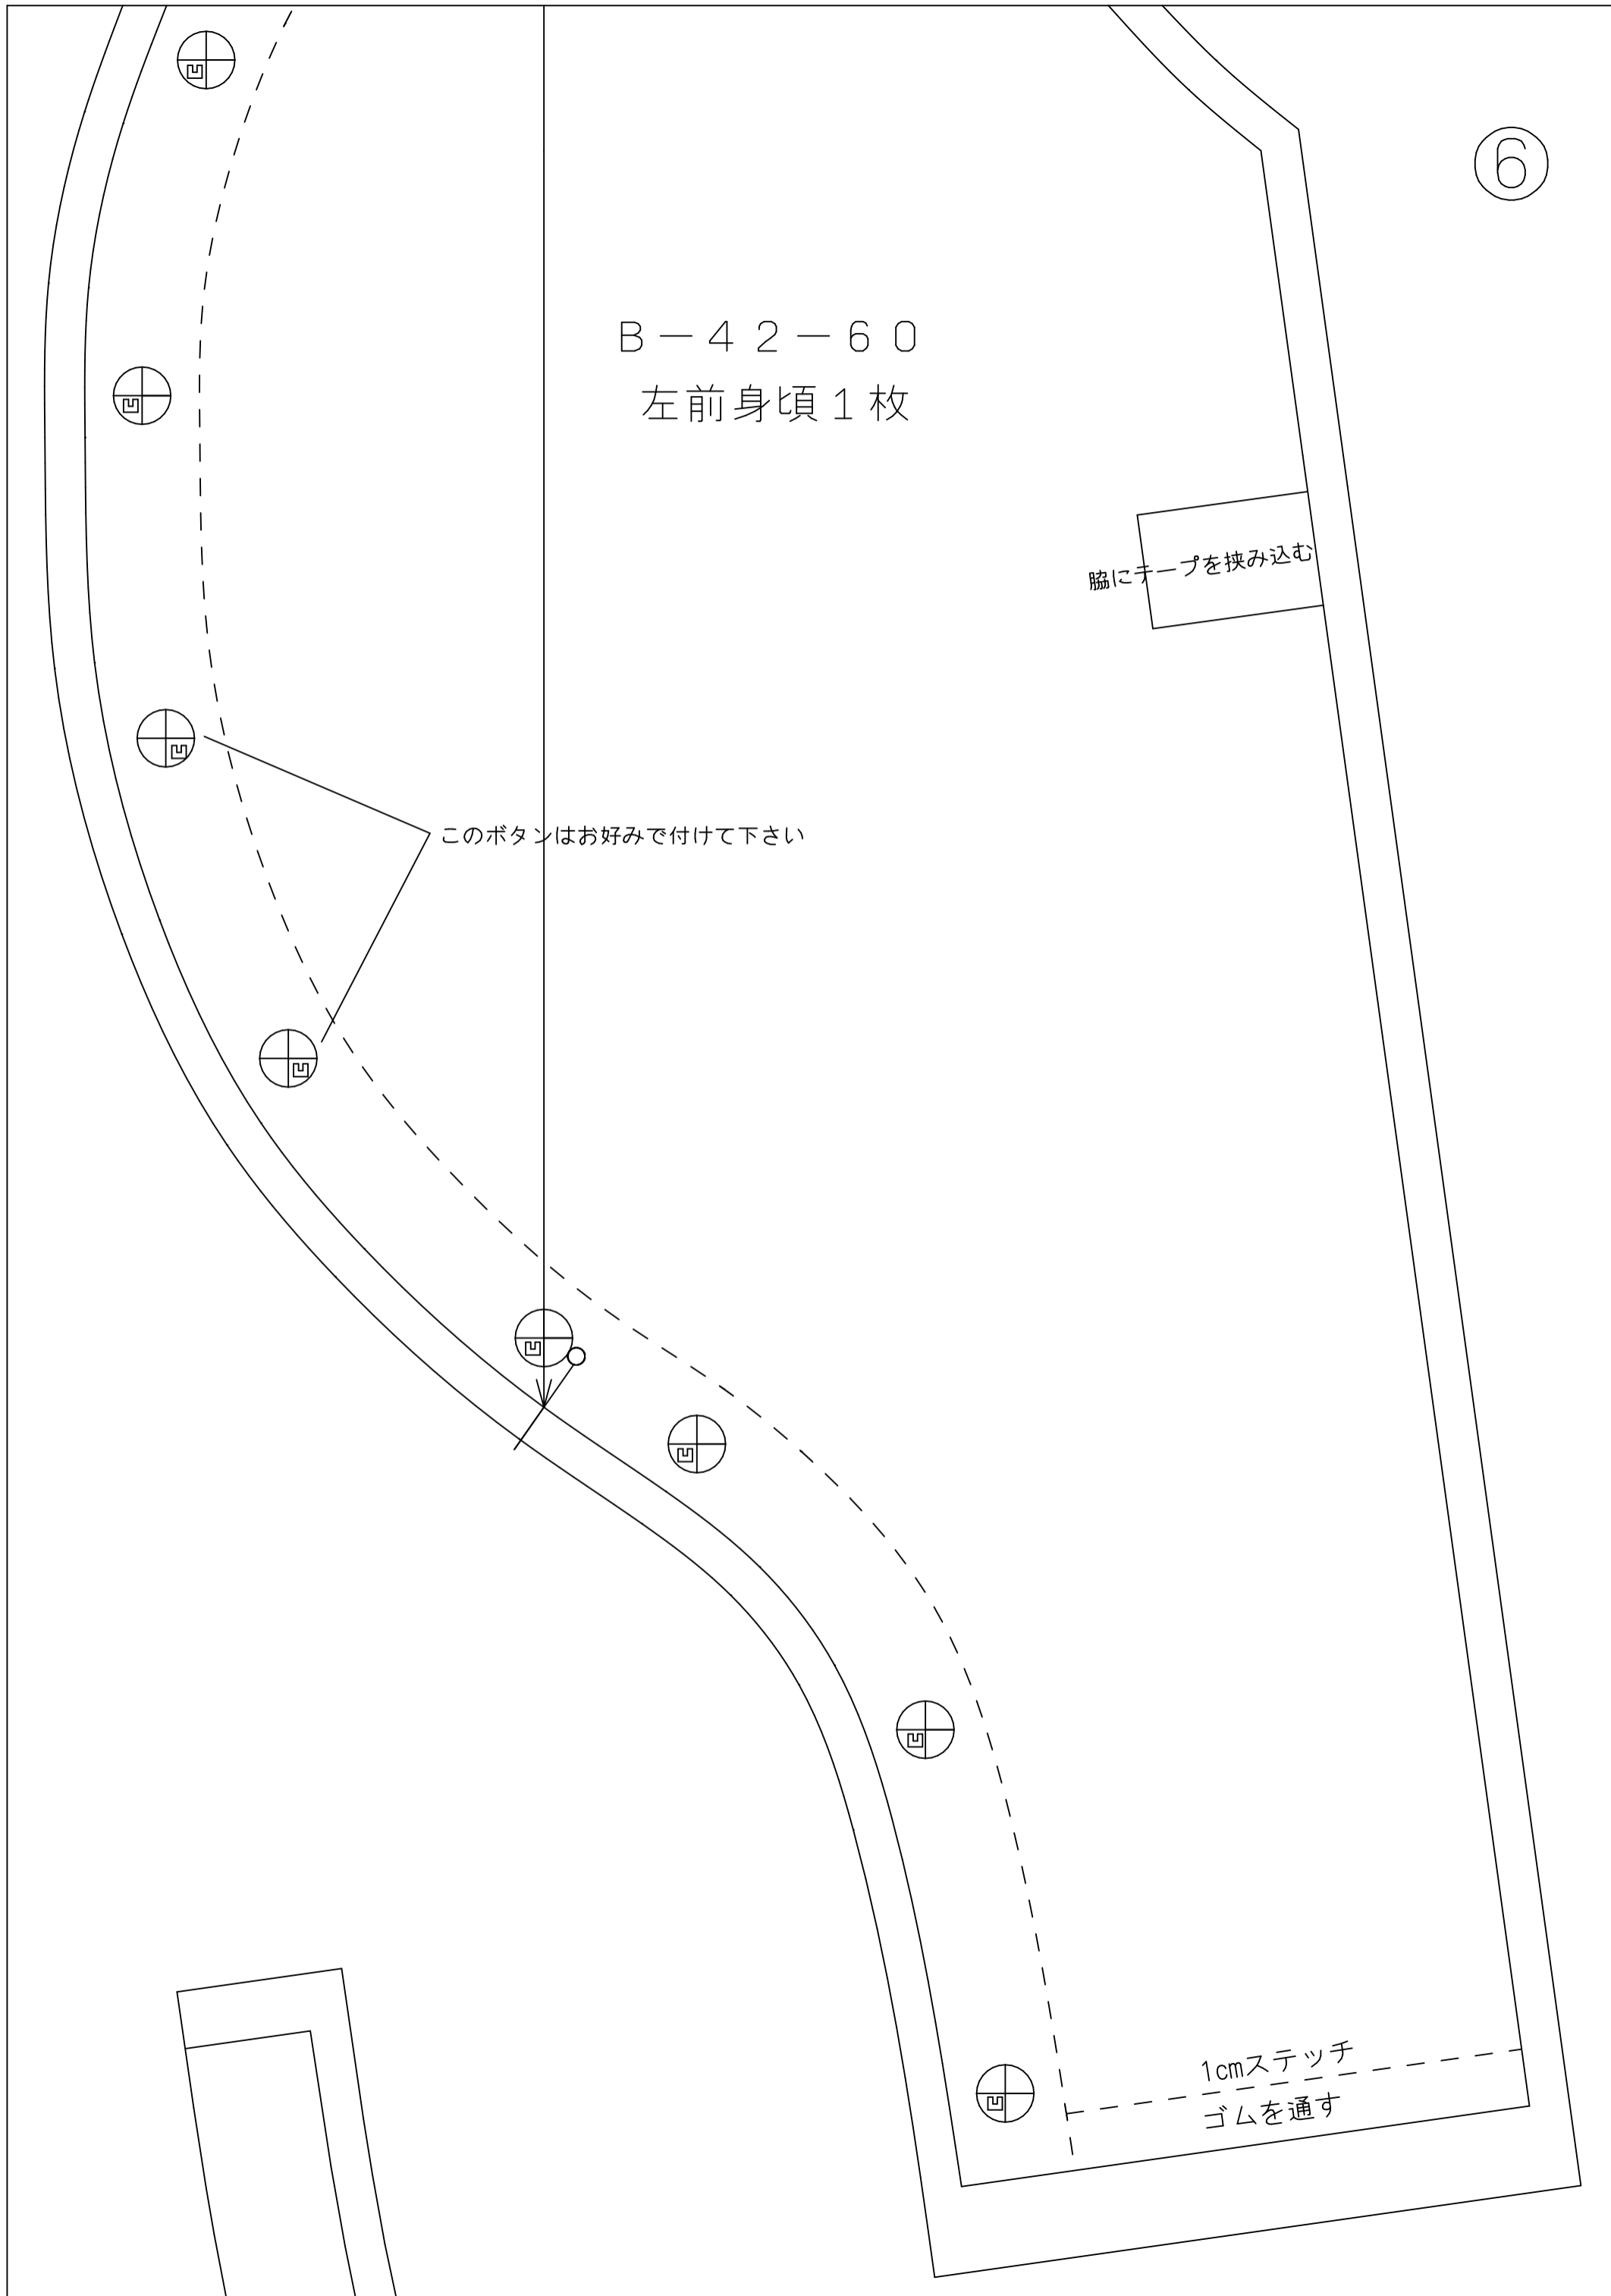 ⑥
B－42－60
左前身頃1枚
脇にテープを挟み込む
このボタンはお好みで付けて下さい
1cmステッチ
ゴムを通す